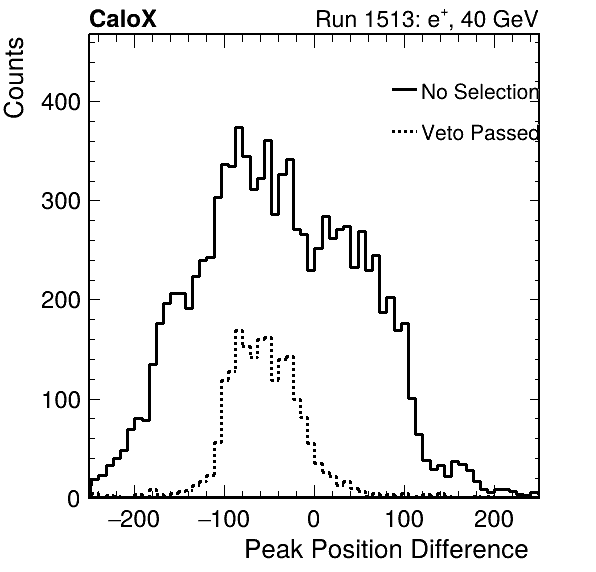 CaloX Run 1513: e⁺, 40 GeV
Counts
No Selection
Veto Passed
400
300
200
100
0
−200 −100 0 100 200
Peak Position Difference